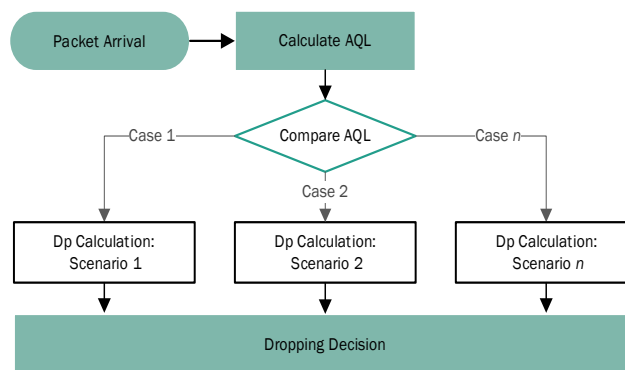 Packet Arrival
Calculate AQL
Compare AQL
Case 1
Case n
Case 2
Dp Calculation:
Scenario 1
Dp Calculation:
Scenario 2
Dp Calculation:
Scenario n
Dropping Decision